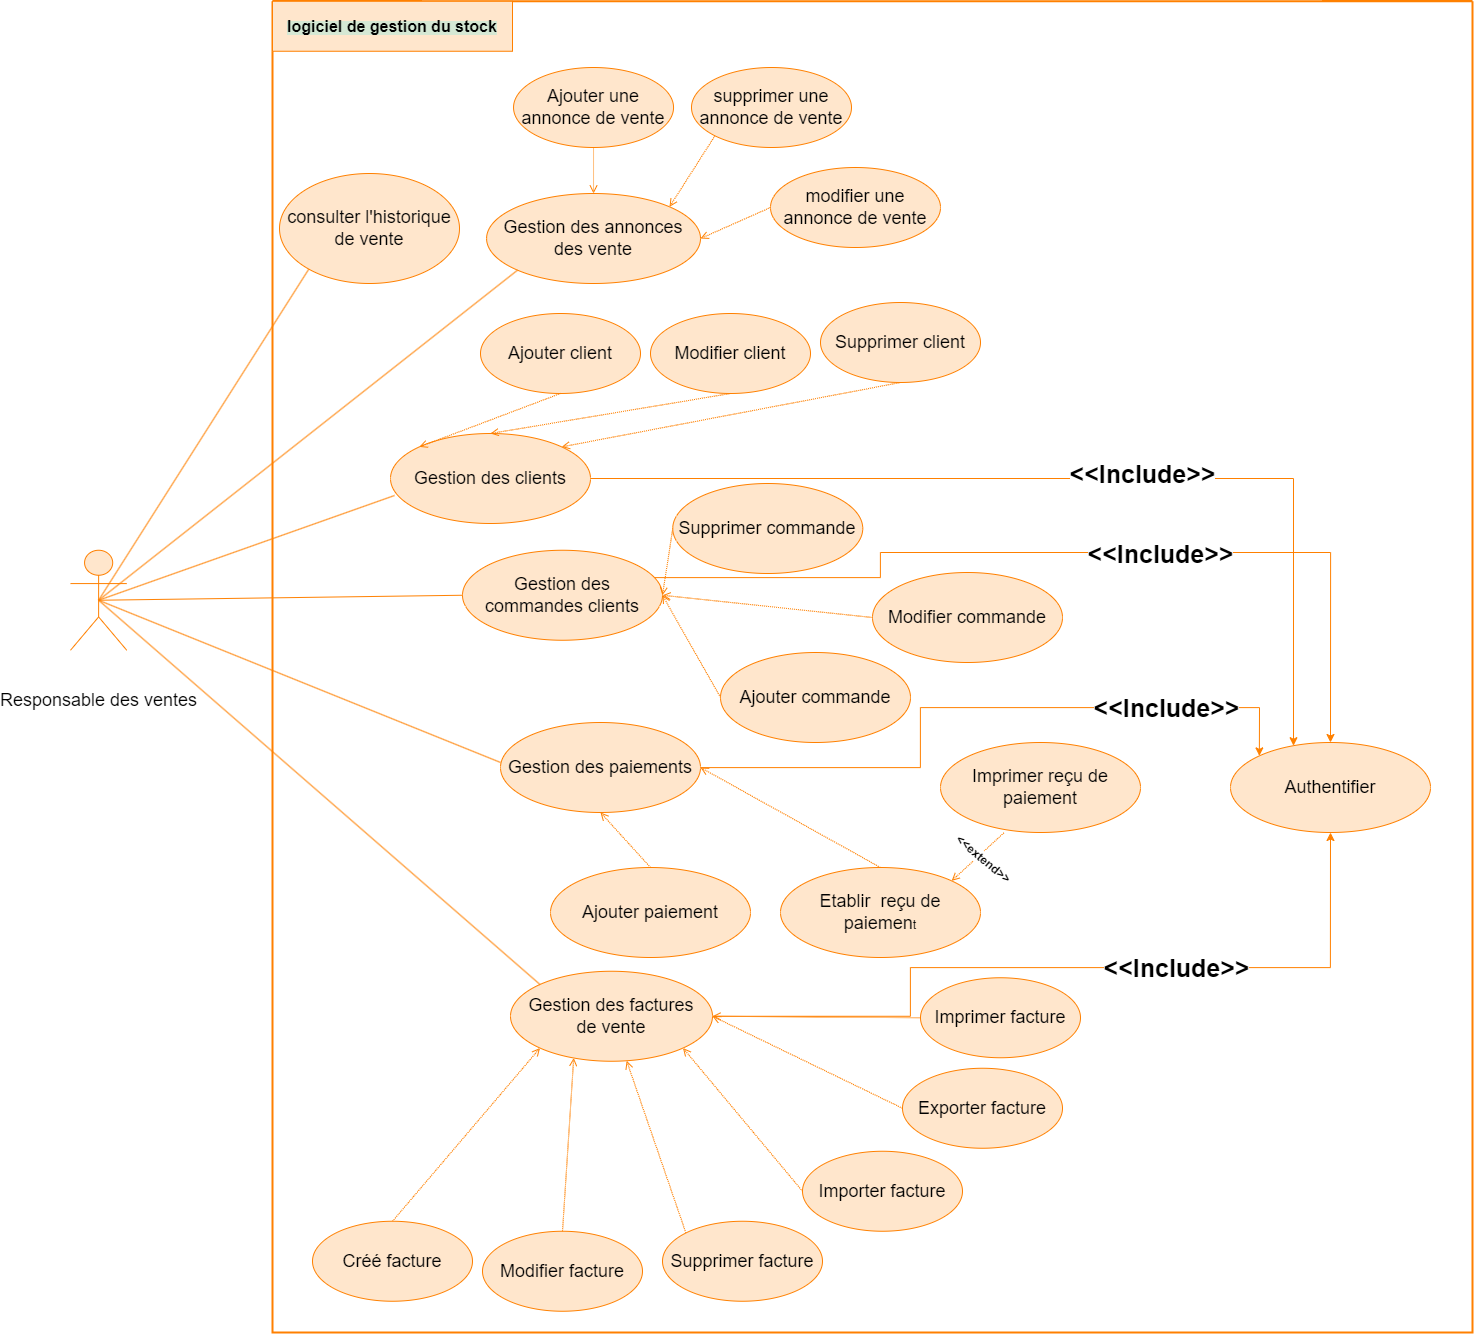 logiciel de gestion du stock
Ajouter une
annonce de vente
supprimer une
annonce de vente
modifier une
annonce de vente
consulter l'historique
de vente
Gestion des annonces
des vente
Ajouter client
Modifier client
Supprimer client
Gestion des clients
<<Include>>
Supprimer commande
<<Include>>
Gestion des
commandes clients
Modifier commande
Ajouter commande
Responsable des ventes
<<Include>>
Gestion des paiements
Imprimer reçu de
paiement
Authentifier
<<extend>>
Ajouter paiement
Etablir reçu de
paiement
<<Include>>
Gestion des factures
de vente
Imprimer facture
Exporter facture
Importer facture
Créé facture
Modifier facture
Supprimer facture